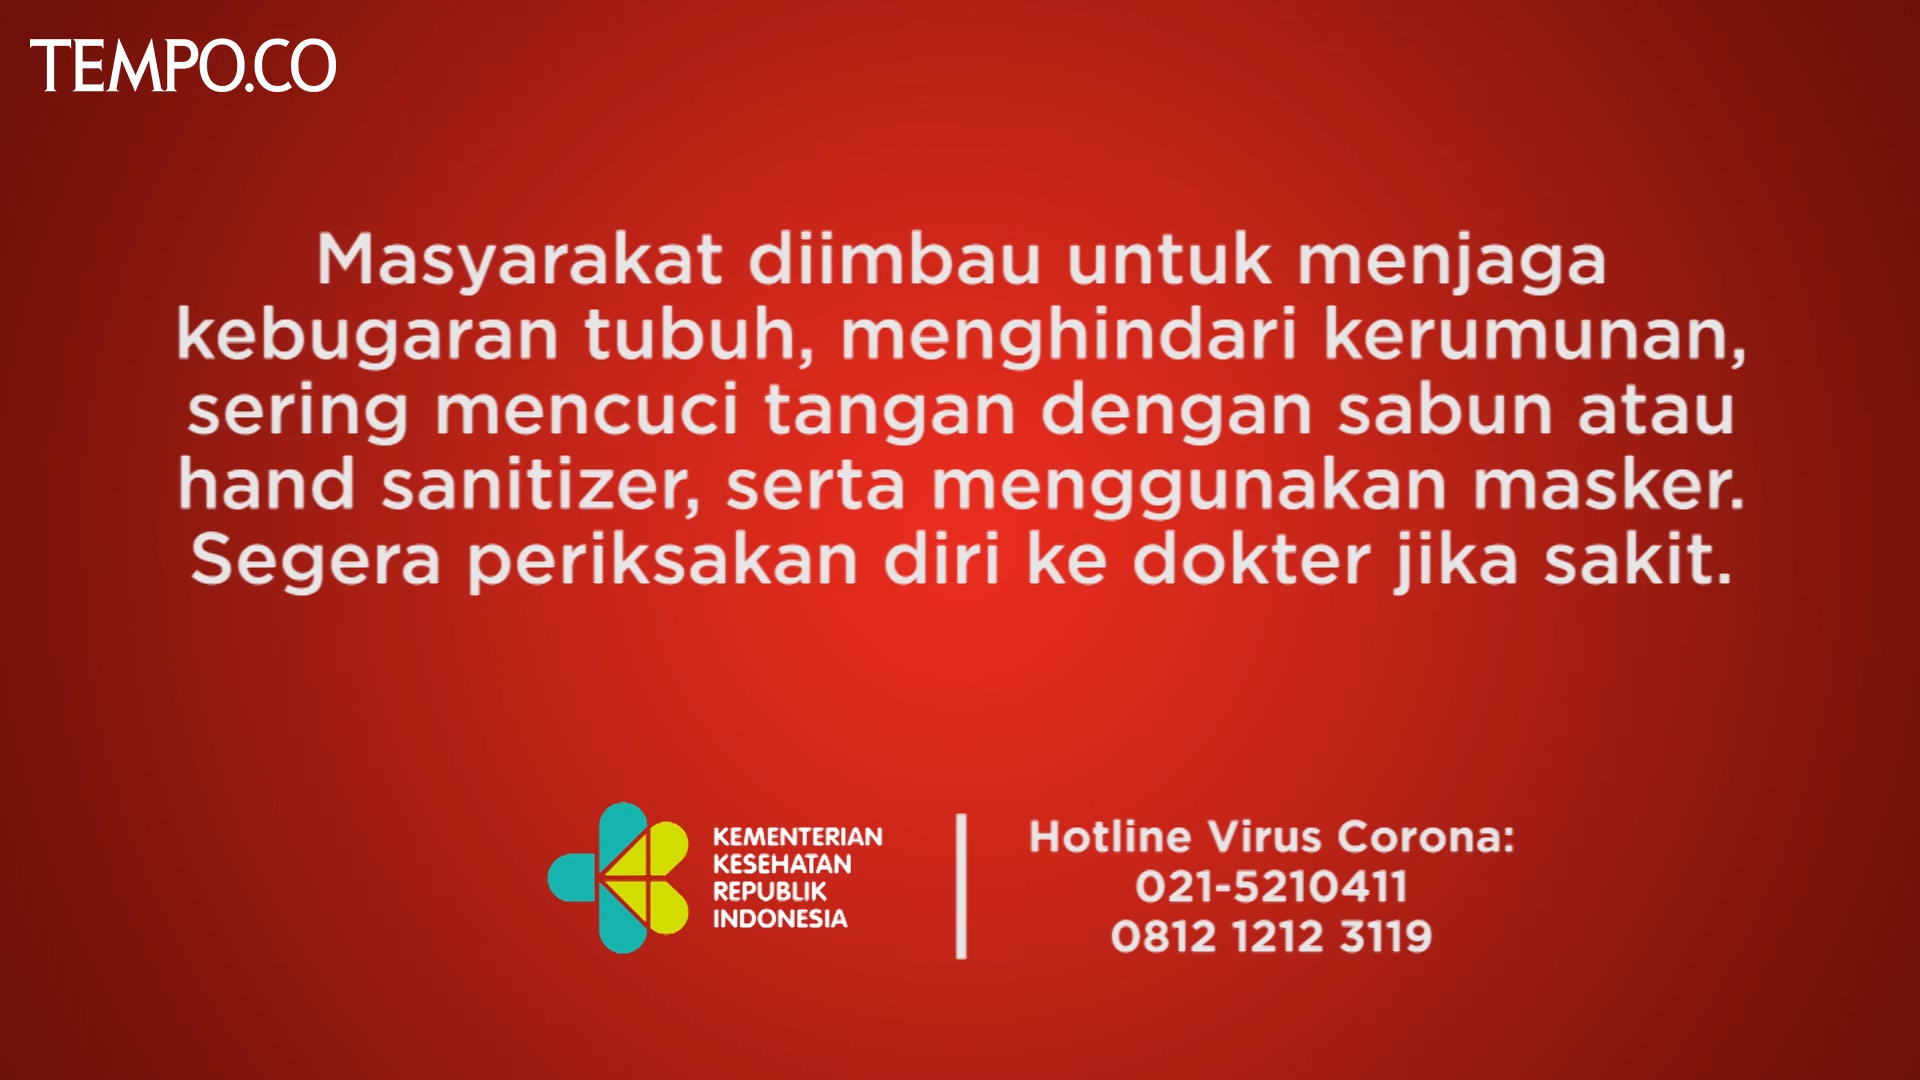 TEMPO.CO
Masyarakat diimbau untuk menjaga
kebugaran tubuh, menghindari kerumunan,
sering mencuci tangan dengan sabun atau
hand sanitizer, serta menggunakan masker.
Segera periksakan diri ke dokter jika sakit.
KEMENTERIAN
KESEHATAN
REPUBLIK
INDONESIA
Hotline Virus Corona:
021-5210411
0812 1212 3119